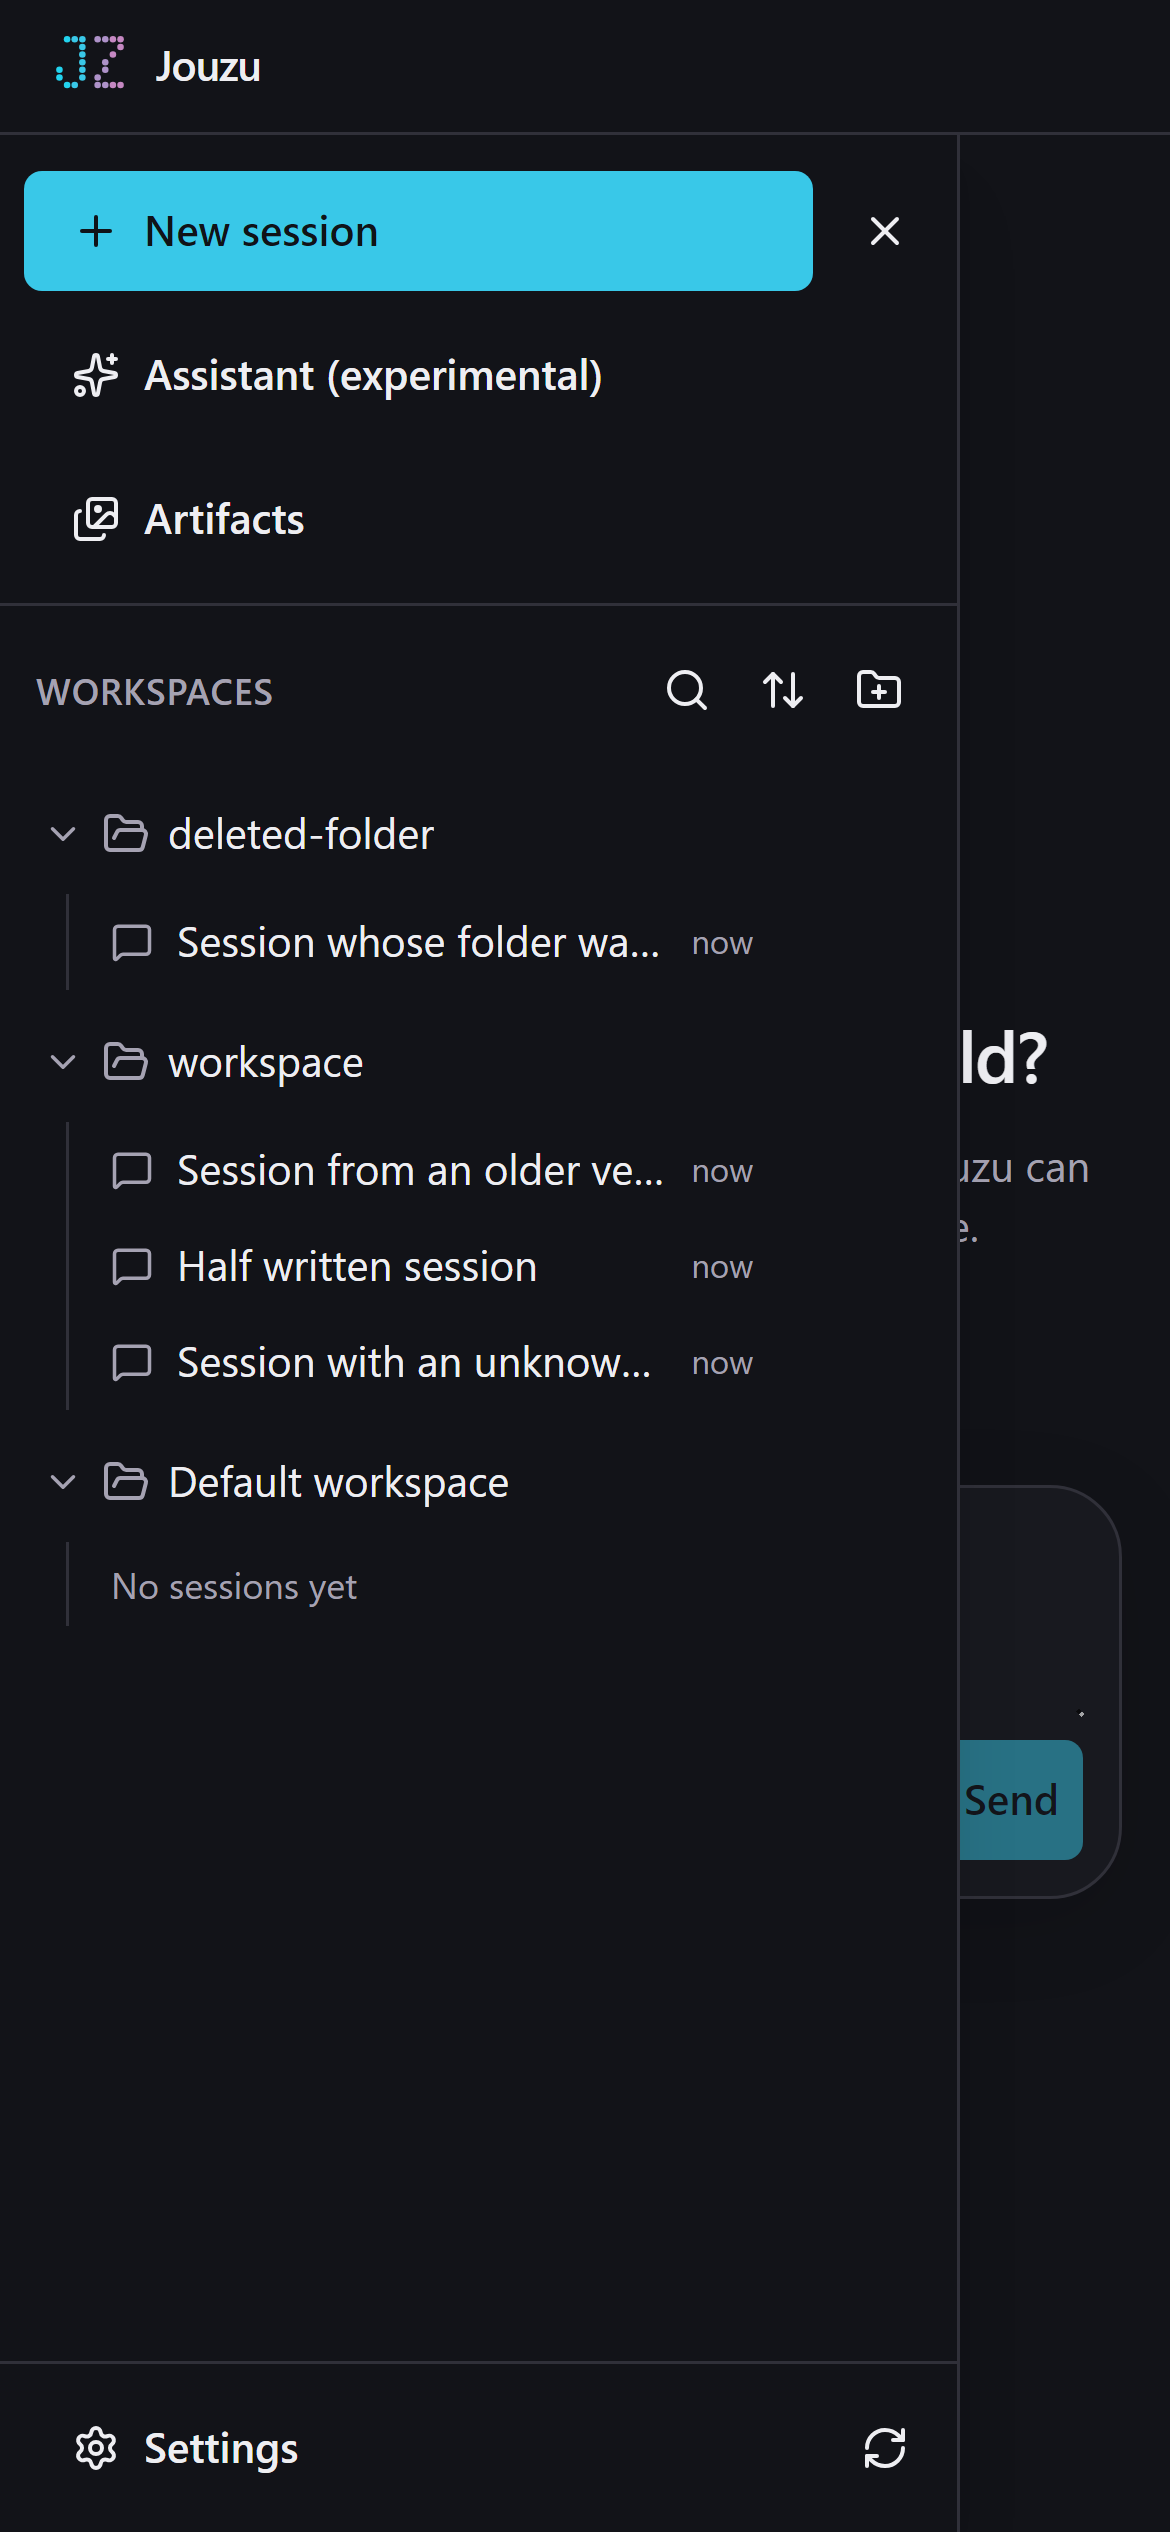 JZ Jouzu
New session
Assistant (experimental)
Artifacts
WORKSPACES
deleted-folder
Session whose folder wa... now
workspace
Session from an older ve... now
Half written session now
Session with an unknow... now
Default workspace
No sessions yet
Settings
ld?
uzu can
e.
Send